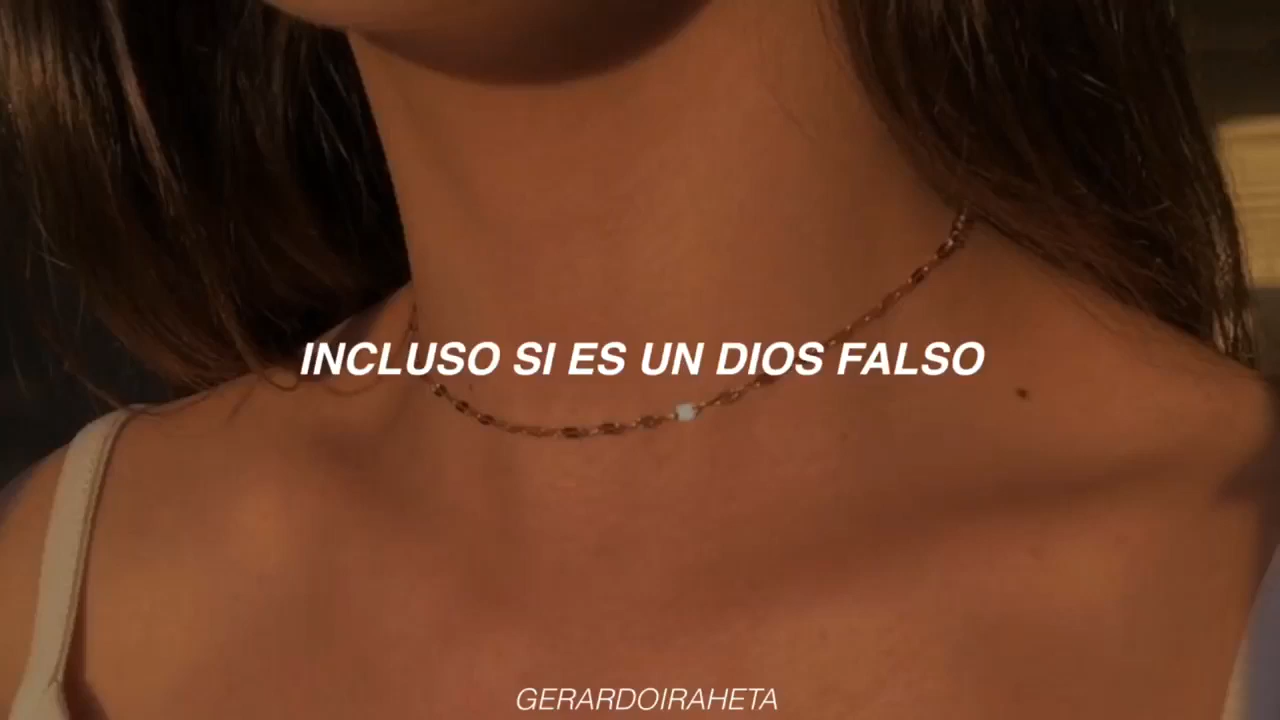 INCLUSO SI ES UN DIOS FALSO
GERARDOIRAHETA